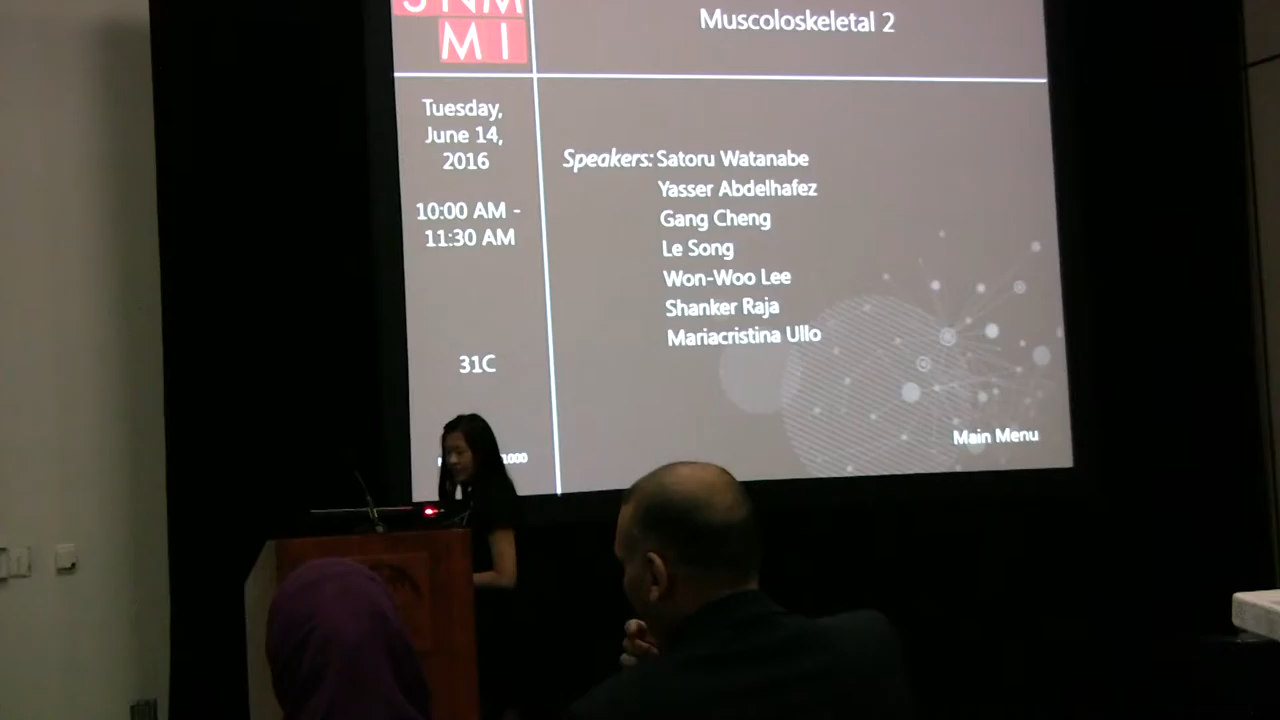 SNM
MI
Muscoloskeletal 2
Tuesday,
June 14,
2016
10:00 AM -
11:30 AM
31C
Speakers: Satoru Watanabe
Yasser Abdelhafez
Gang Cheng
Le Song
Won-Woo Lee
Shanker Raja
Mariacristina Ullo
Main Menu